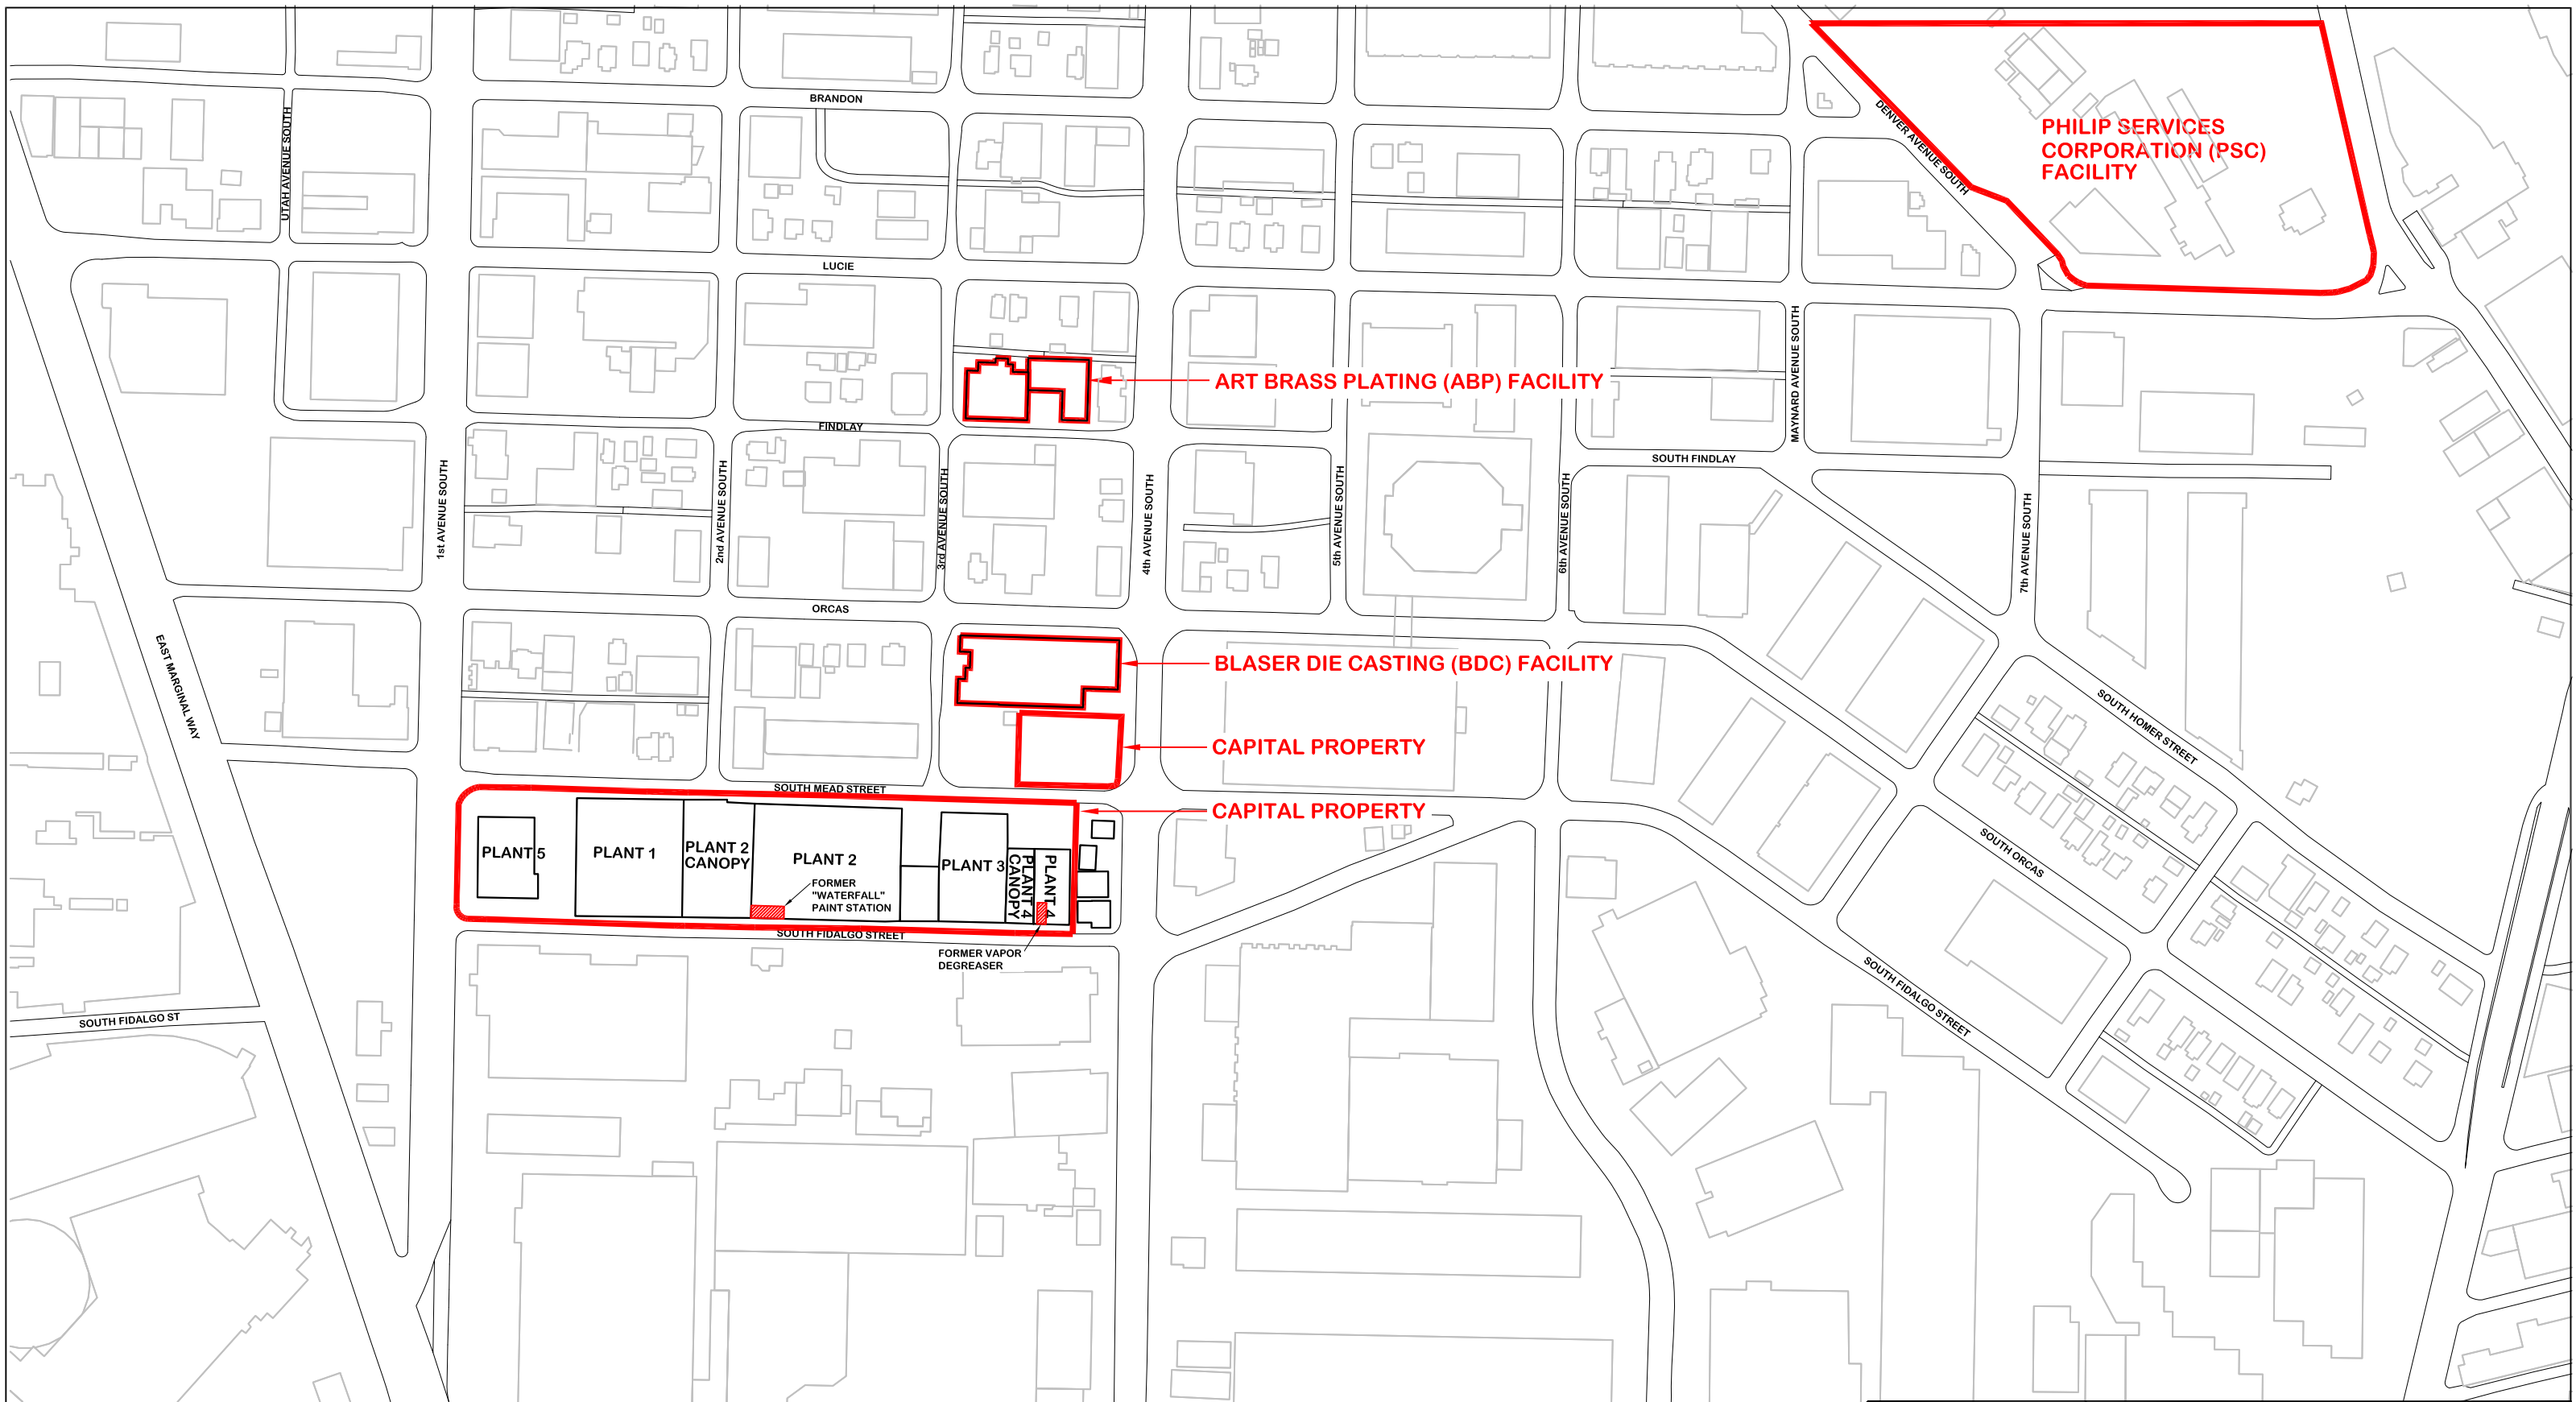 BRANDON
UTAH AVENUE SOUTH
DENVER AVENUE SOUTH
PHILIP SERVICES
CORPORATION (PSC)
FACILITY
LUCIE
ART BRASS PLATING (ABP) FACILITY
MAYNARD AVENUE SOUTH
FINDLAY
SOUTH FINDLAY
1st AVENUE SOUTH
2nd AVENUE SOUTH
3rd AVENUE SOUTH
4th AVENUE SOUTH
5th AVENUE SOUTH
6th AVENUE SOUTH
7th AVENUE SOUTH
ORCAS
EAST MARGINAL WAY
BLASER DIE CASTING (BDC) FACILITY
SOUTH HOMER STREET
CAPITAL PROPERTY
SOUTH MEAD STREET
CAPITAL PROPERTY
PLANT 5
PLANT 1
PLANT 2
CANOPY
PLANT 2
PLANT 3
PLANT 4
CANOPY
PLANT 4
SOUTH ORCAS
FORMER
"WATERFALL"
PAINT STATION
SOUTH FIDALGO STREET
FORMER VAPOR
DEGREASER
SOUTH FIDALGO STREET
SOUTH FIDALGO ST